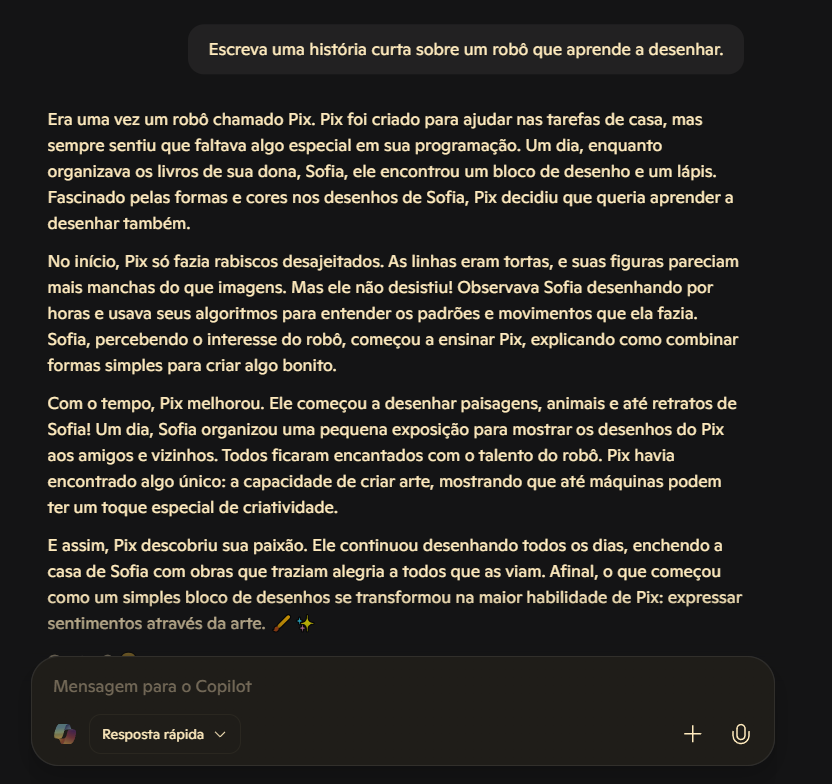 Escreva uma história curta sobre um robô que aprende a desenhar.
Era uma vez um robô chamado Pix. Pix foi criado para ajudar nas tarefas de casa, mas
sempre sentiu que faltava algo especial em sua programação. Um dia, enquanto
organizava os livros de sua dona, Sofia, ele encontrou um bloco de desenho e um lápis.
Fascinado pelas formas e cores nos desenhos de Sofia, Pix decidiu que queria aprender a
desenhar também.
No início, Pix só fazia rabiscos desajeitados. As linhas eram tortas, e suas figuras pareciam
mais manchas do que imagens. Mas ele não desistiu! Observava Sofia desenhando por
horas e usava seus algoritmos para entender os padrões e movimentos que ela fazia.
Sofia, percebendo o interesse do robô, começou a ensinar Pix, explicando como combinar
formas simples para criar algo bonito.
Com o tempo, Pix melhorou. Ele começou a desenhar paisagens, animais e até retratos de
Sofia! Um dia, Sofia organizou uma pequena exposição para mostrar os desenhos do Pix
aos amigos e vizinhos. Todos ficaram encantados com o talento do robô. Pix havia
encontrado algo único: a capacidade de criar arte, mostrando que até máquinas podem
ter um toque especial de criatividade.
E assim, Pix descobriu sua paixão. Ele continuou desenhando todos os dias, enchendo a
casa de Sofia com obras que traziam alegria a todos que as viam. Afinal, o que começou
como um simples bloco de desenhos se transformou na maior habilidade de Pix: expressar
sentimentos através da arte. 🖌️✨
Mensagem para o Copilot
Resposta rápida